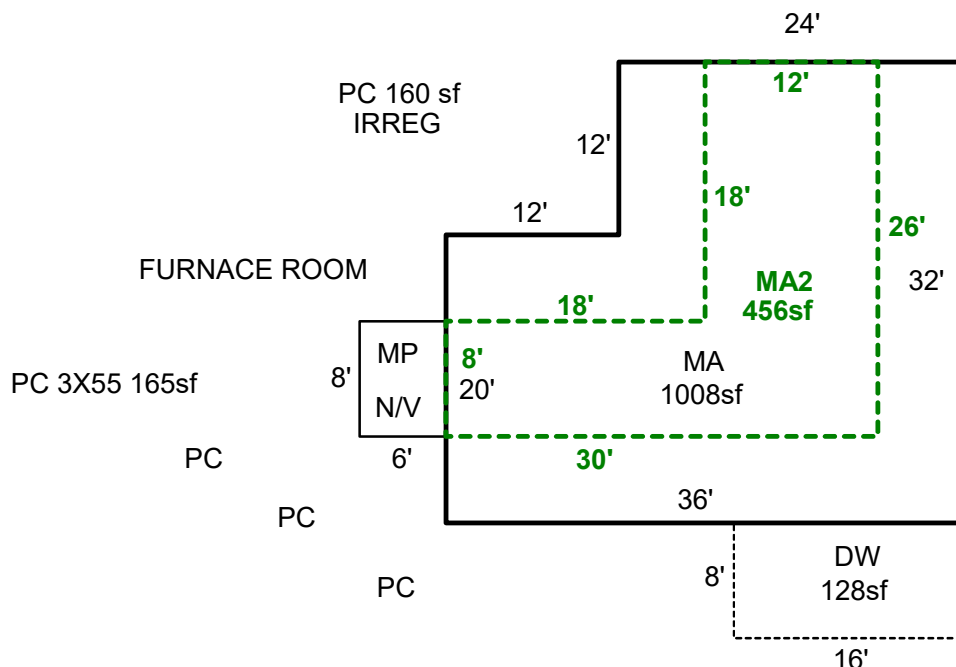 24'
12'
PC 160 sf
IRREG
12'
18'
12'
26'
FURNACE ROOM
32'
MA2
456sf
18'
MP
8'
MA
8'
PC 3X55 165sf
20'
1008sf
N/V
PC
6'
30'
36'
PC
DW
8'
128sf
PC
16'